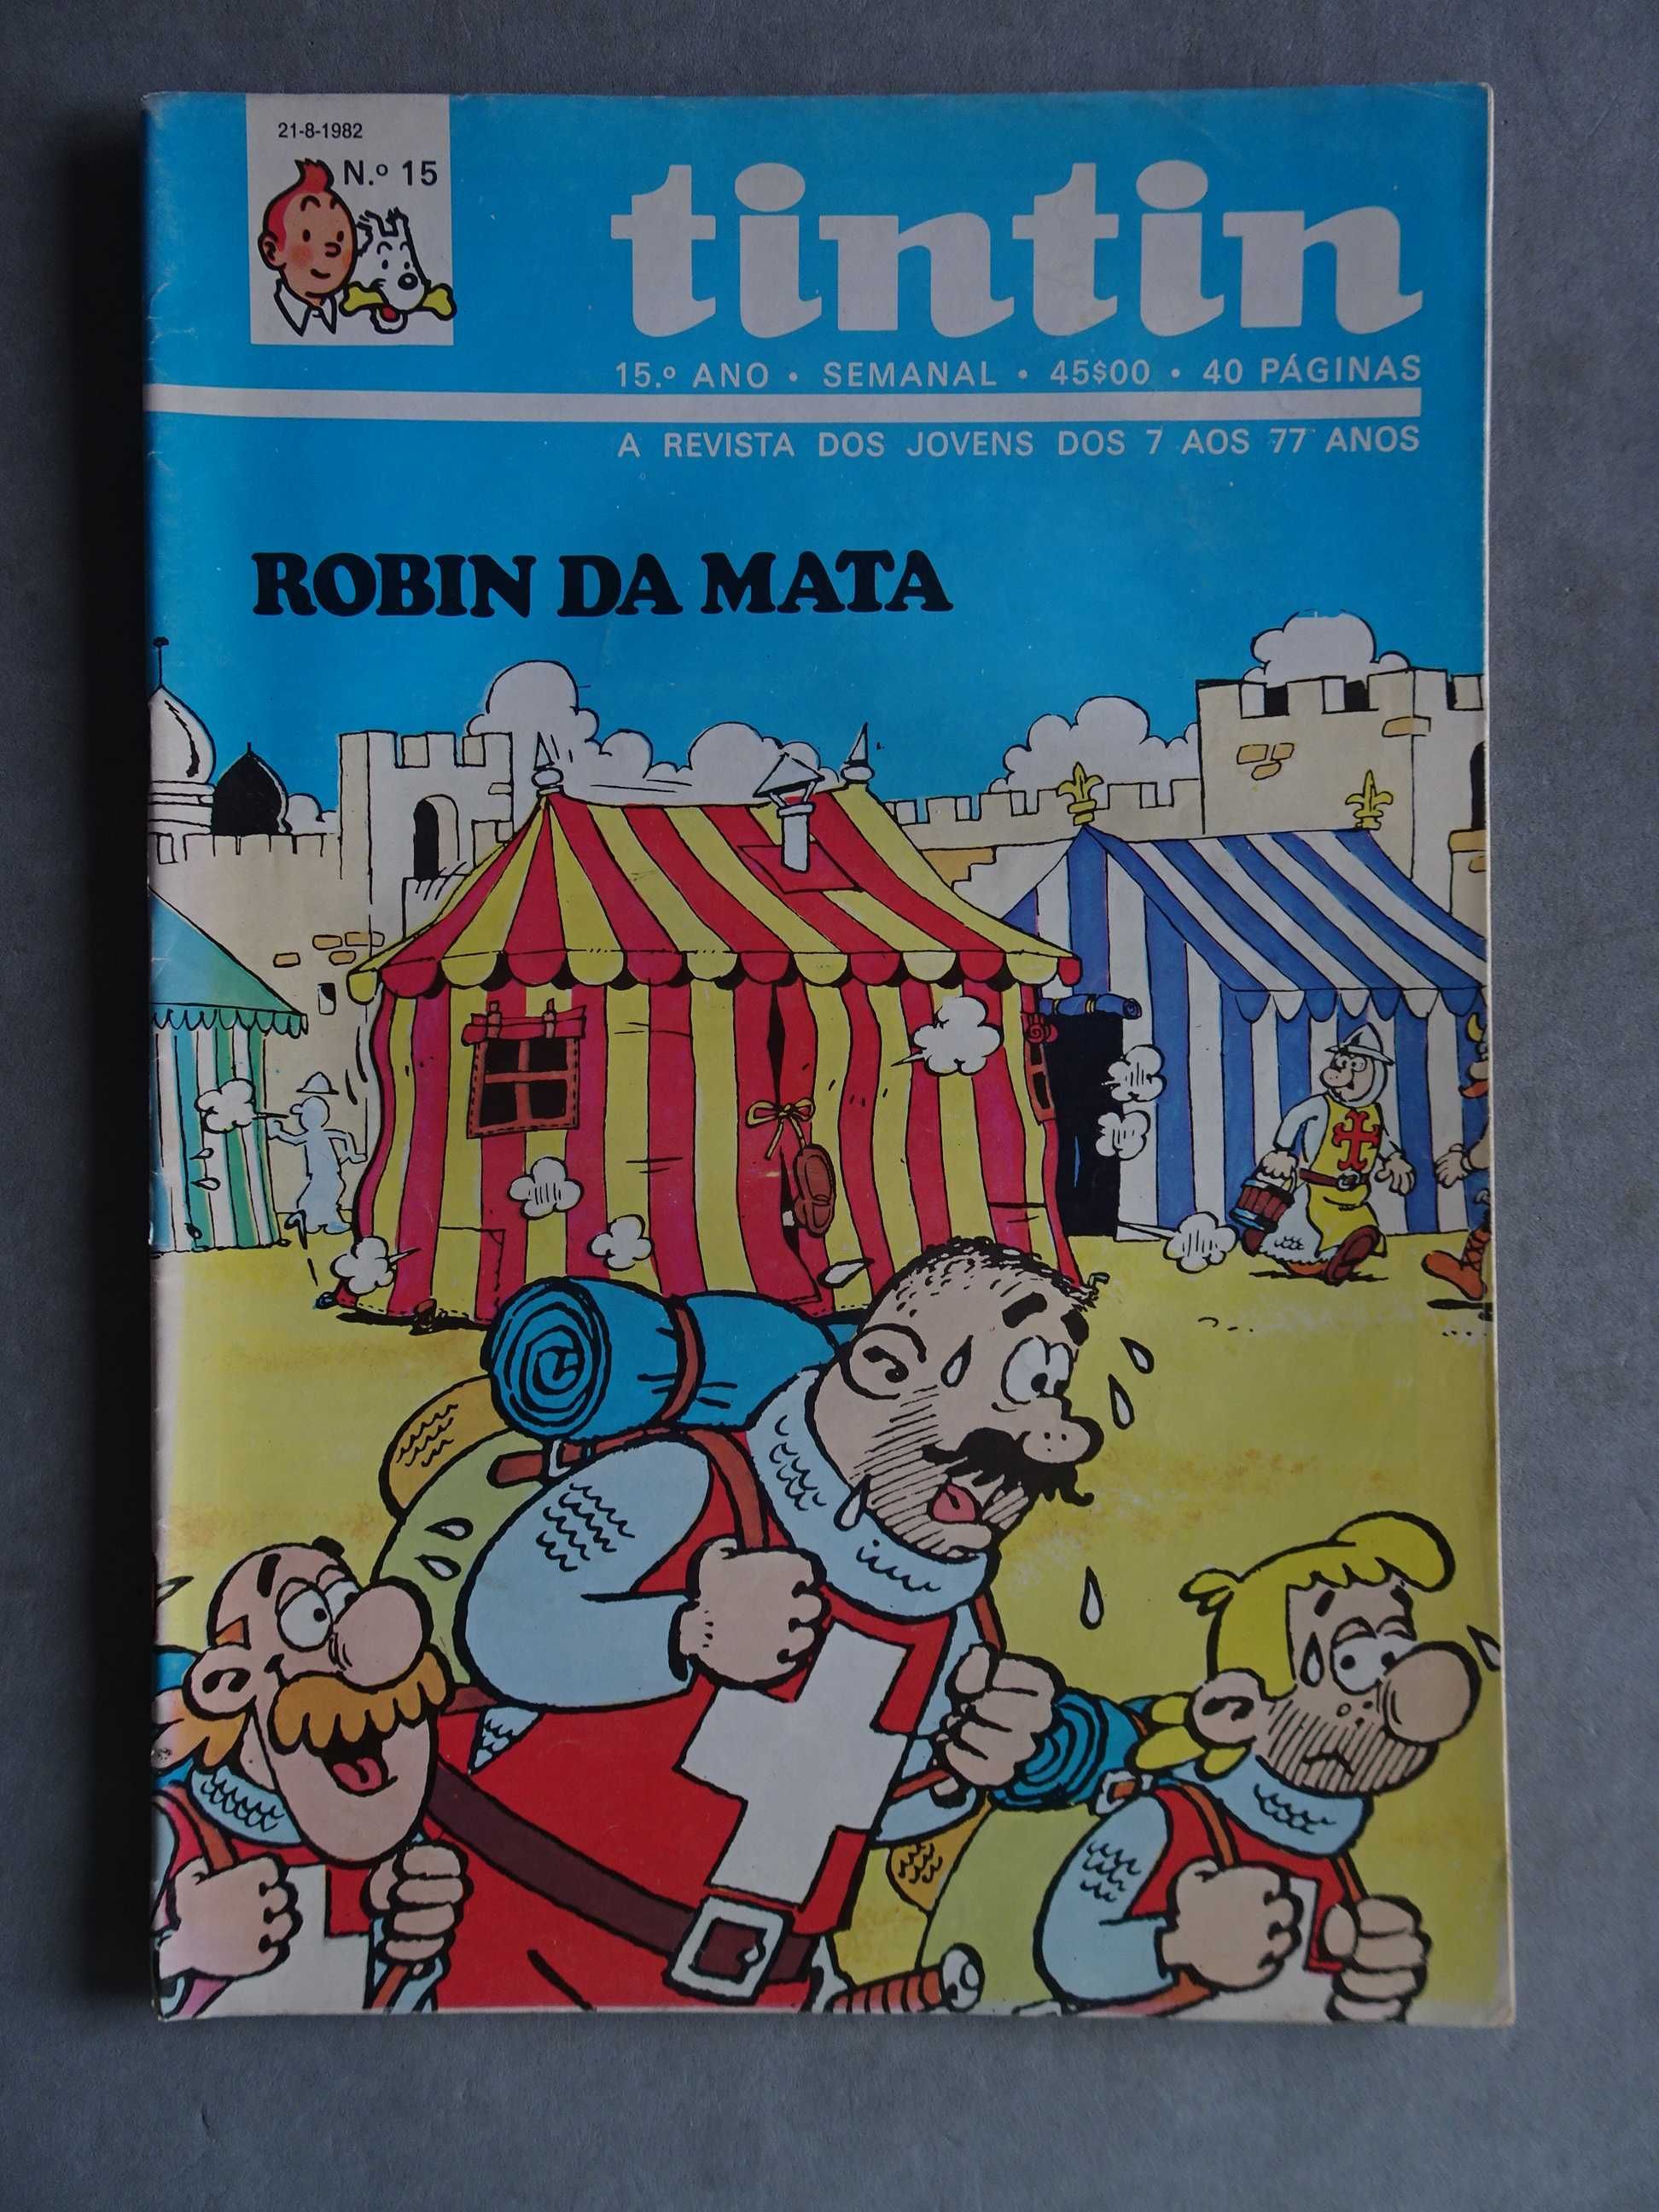 21-8-1982
N.º 15
tintin
15.º ANO • SEMANAL • 45$00 • 40 PÁGINAS
A REVISTA DOS JOVENS DOS 7 AOS 77 ANOS
ROBIN DA MATA